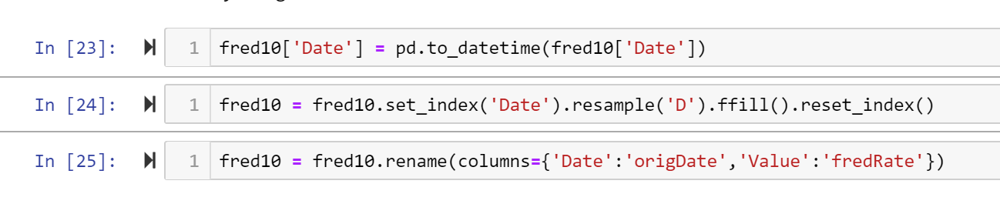 In [23]: 1 fred10['Date'] = pd.to_datetime(fred10['Date'])
In [24]: 1 fred10 = fred10.set_index('Date').resample('D').ffill().reset_index()
In [25]: 1 fred10 = fred10.rename(columns={'Date':'origDate','Value':'fredRate'})